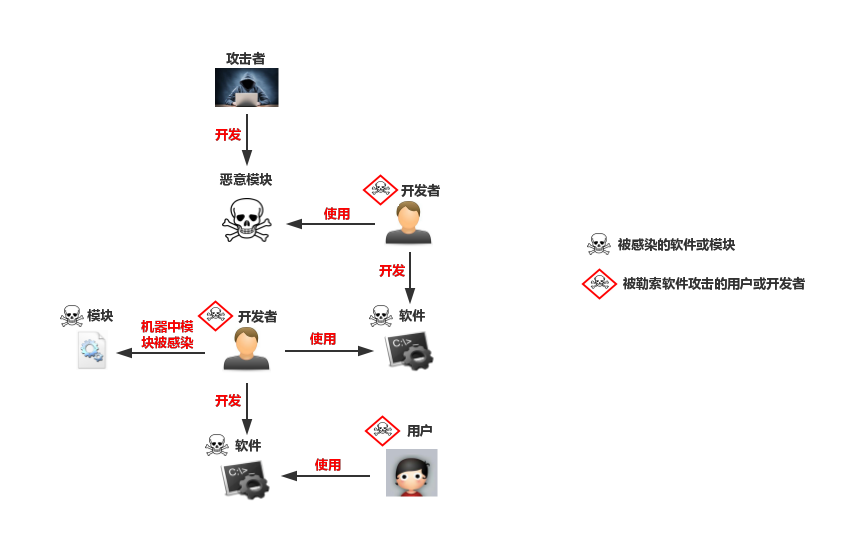 攻击者
开发
恶意模块
开发者
使用
开发
被感染的软件或模块
被勒索软件攻击的用户或开发者
模块
机器中模
块被感染
开发者
使用
软件
C:\>
开发
软件
C:\>
用户
使用